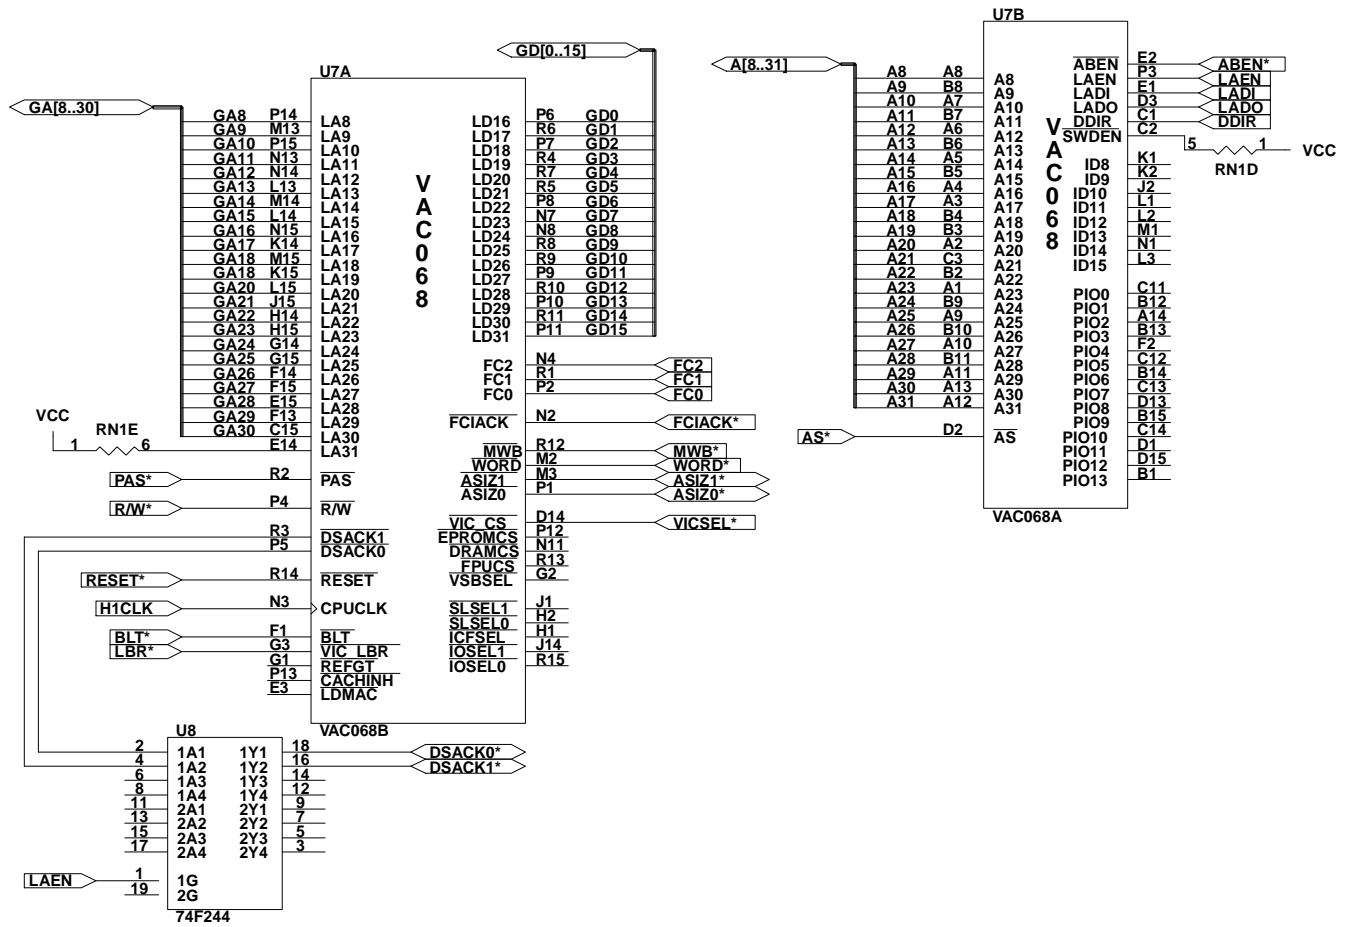 U7A
GD[0..15]
GA[8..30]
GA8 P14 LA8
GA9 M13 LA9
GA10 P15 LA10
GA11 N13 LA11
GA12 N14 LA12
GA13 L13 LA13
GA14 M14 LA14
GA15 L14 LA15
GA16 N15 LA16
GA17 K14 LA17
GA18 M15 LA18
GA18 K15 LA19
GA20 L15 LA20
GA21 J15 LA21
GA22 H14 LA22
GA23 H15 LA23
GA24 G14 LA24
GA25 G15 LA25
GA26 F14 LA26
GA27 F15 LA27
GA28 E15 LA28
GA29 F13 LA29
GA30 C15 LA30
VCC
RN1E
1 6 E14 LA31
PAS* R2 PAS
R/W* P4 R/W
R3 DSACK1
P5 DSACK0
RESET* R14 RESET
H1CLK N3 CPUCLK
BLT* F1 BLT
LBR* G3 VIC_LBR
G1 REFGT
P13 CACHINH
E3 LDMAC
VAC068
LD16 P6 GD0
LD17 R6 GD1
LD18 P7 GD2
LD19 R4 GD3
LD20 R7 GD4
LD21 R5 GD5
LD22 P8 GD6
LD23 N7 GD7
LD24 N8 GD8
LD25 R8 GD9
LD26 R9 GD10
LD27 P9 GD11
LD28 R10 GD12
LD29 P10 GD13
LD30 R11 GD14
LD31 P11 GD15
FC2 N4 FC2
FC1 R1 FC1
FC0 P2 FC0
FCIACK N2 FCIACK*
MWB R12 MWB*
WORD M2 WORD*
ASIZ1 M3 ASIZ1*
ASIZ0 P1 ASIZ0*
VIC_CS D14 VICSEL*
EPROMCS P12
DRAMCS N11
FPUCS R13
VSBSEL G2
SLSEL1 J1
SLSEL0 H2
ICFSEL H1
IOSEL1 J14
IOSEL0 R15
VAC068B
U8
2 1A1 1Y1 18 DSACK0*
4 1A2 1Y2 16 DSACK1*
6 1A3 1Y3 14
8 1A4 1Y4 12
11 2A1 2Y1 9
13 2A2 2Y2 7
15 2A3 2Y3 5
17 2A4 2Y4 3
LAEN 1 1G
19 2G
74F244
U7B
A[8..31]
A8 A8 A8
A9 B8 A9
A10 A7 A10
A11 B7 A11
A12 A6 A12
A13 B6 A13
A14 A5 A14
A15 B5 A15
A16 A4 A16
A17 A3 A17
A18 B4 A18
A19 B3 A19
A20 A2 A20
A21 C3 A21
A22 B2 A22
A23 A1 A23
A24 B9 A24
A25 A9 A25
A26 B10 A26
A27 A10 A27
A28 B11 A28
A29 A11 A29
A30 A13 A30
A31 A12 A31
AS* D2 AS
VAC068
ABEN E2 ABEN*
LAEN P3 LAEN
LADI E1 LADI
LADO D3 LADO
DDIR C1 DDIR
SWDEN C2 5 1 VCC
RN1D
ID8 K1
ID9 K2
ID10 J2
ID11 L1
ID12 L2
ID13 M1
ID14 N1
ID15 L3
PIO0 C11
PIO1 B12
PIO2 A14
PIO3 B13
PIO4 F2
PIO5 C12
PIO6 B14
PIO7 C13
PIO8 D13
PIO9 B15
PIO10 C14
PIO11 D1
PIO12 D15
PIO13 B1
VAC068A